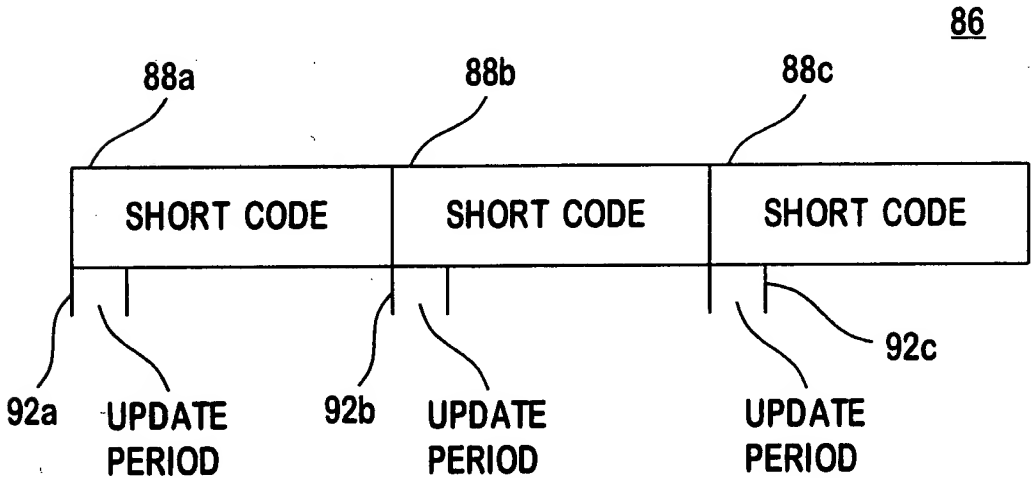 86
88a 88b 88c
SHORT CODE SHORT CODE SHORT CODE
92c
92a UPDATE PERIOD 92b UPDATE PERIOD UPDATE PERIOD